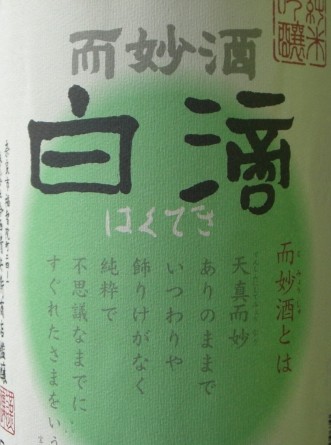 純米
吟醸
而妙酒
白滴
はくてき
而妙酒とは
天真而妙
ありのままで
いつわりや
飾りけがなく
純粋で
不思議なまでに
すぐれたさまをいう